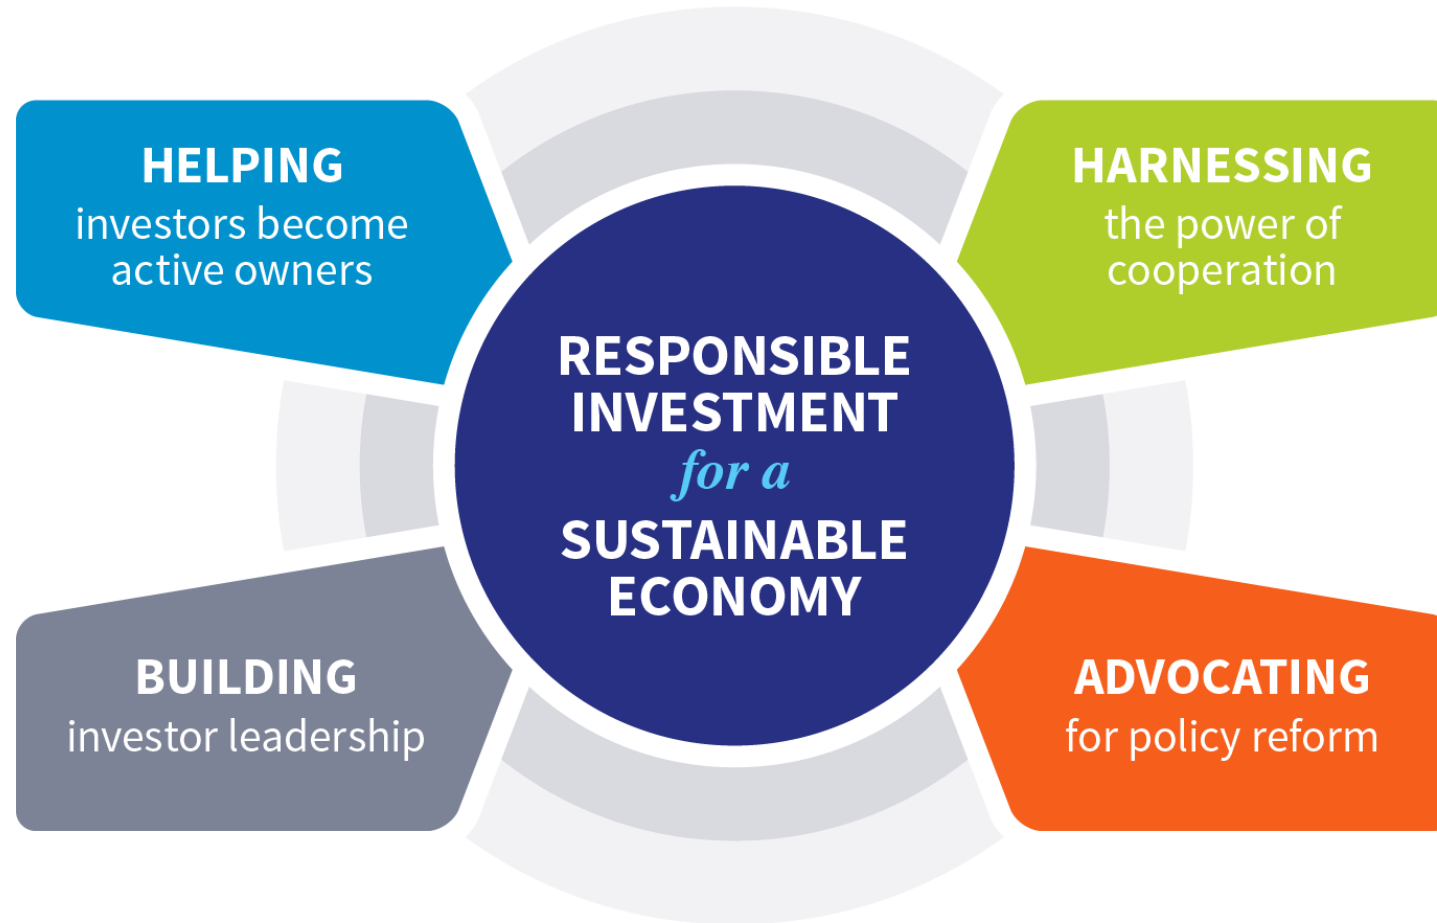 HELPING
investors become
active owners
HARNESSING
the power of
cooperation
RESPONSIBLE
INVESTMENT
for a
SUSTAINABLE
ECONOMY
BUILDING
investor leadership
ADVOCATING
for policy reform